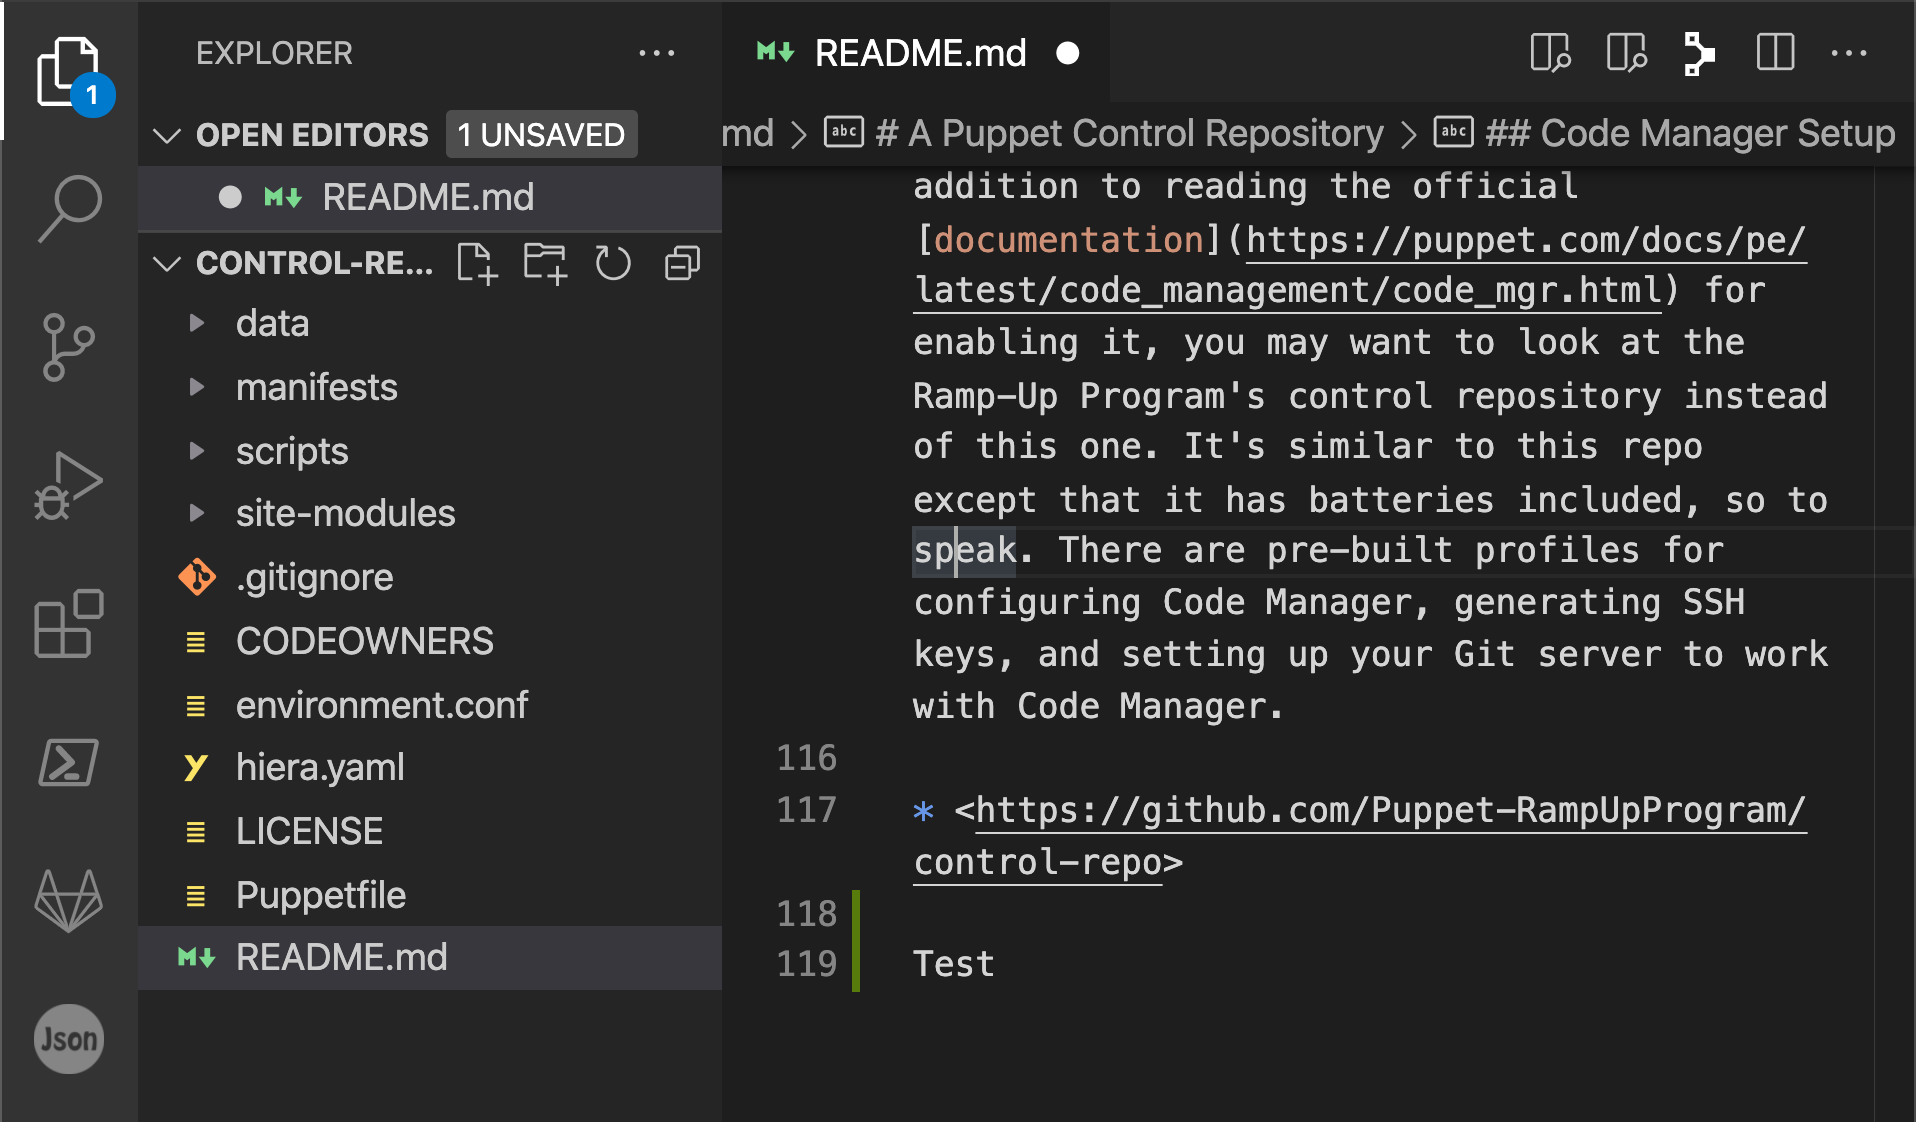 EXPLORER
1
OPEN EDITORS 1 UNSAVED
README.md
CONTROL-RE...
data
manifests
scripts
site-modules
.gitignore
CODEOWNERS
environment.conf
hiera.yaml
LICENSE
Puppetfile
README.md
Json
README.md
md > abc # A Puppet Control Repository > abc ## Code Manager Setup
addition to reading the official
[documentation](https://puppet.com/docs/pe/
latest/code_management/code_mgr.html) for
enabling it, you may want to look at the
Ramp-Up Program's control repository instead
of this one. It's similar to this repo
except that it has batteries included, so to
speak. There are pre-built profiles for
configuring Code Manager, generating SSH
keys, and setting up your Git server to work
with Code Manager.
116
117 * <https://github.com/Puppet-RampUpProgram/
control-repo>
118
119 Test